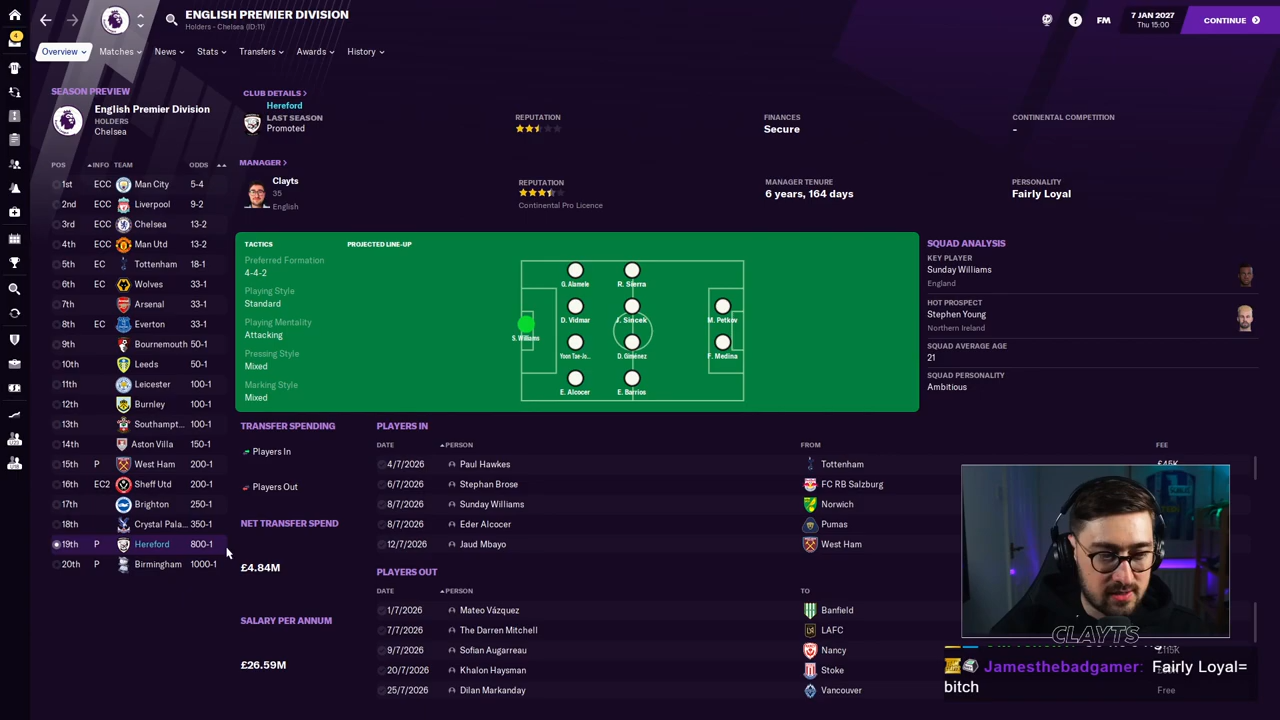 ENGLISH PREMIER DIVISION
Holders - Chelsea (ID:11)
FM
7 JAN 2027
Thu 15:00
CONTINUE
4
Overview
Matches
News
Stats
Transfers
Awards
History
SEASON PREVIEW
English Premier Division
HOLDERS
Chelsea
POS INFO TEAM ODDS
1st ECC Man City 5-4
2nd ECC Liverpool 9-2
3rd ECC Chelsea 13-2
4th ECC Man Utd 13-2
5th EC Tottenham 18-1
6th EC Wolves 33-1
7th Arsenal 33-1
8th EC Everton 33-1
9th Bournemouth 50-1
10th Leeds 50-1
11th Leicester 100-1
12th Burnley 100-1
13th Southampt... 100-1
14th Aston Villa 150-1
15th P West Ham 200-1
16th EC2 Sheff Utd 200-1
17th Brighton 250-1
18th Crystal Pala... 350-1
19th P Hereford 800-1
20th P Birmingham 1000-1
CLUB DETAILS >
Hereford
LAST SEASON
Promoted
REPUTATION
FINANCES
Secure
CONTINENTAL COMPETITION
-
MANAGER >
Clayts
35
English
REPUTATION
Continental Pro Licence
MANAGER TENURE
6 years, 164 days
PERSONALITY
Fairly Loyal
TACTICS
Preferred Formation
4-4-2
Playing Style
Standard
Playing Mentality
Attacking
Pressing Style
Mixed
Marking Style
Mixed
PROJECTED LINE-UP
G. Alamele
R. Sierra
D. Vidmar
J. Sincek
M. Petkov
S. Williams
Yoon Tae-Jo...
D. Giménez
F. Medina
E. Alcocer
E. Barrios
SQUAD ANALYSIS
KEY PLAYER
Sunday Williams
England
HOT PROSPECT
Stephen Young
Northern Ireland
SQUAD AVERAGE AGE
21
SQUAD PERSONALITY
Ambitious
TRANSFER SPENDING
Players In
Players Out
NET TRANSFER SPEND
£4.84M
SALARY PER ANNUM
£26.59M
PLAYERS IN
DATE PERSON FROM FEE
4/7/2026 Paul Hawkes Tottenham £45K
6/7/2026 Stephan Brose FC RB Salzburg
8/7/2026 Sunday Williams Norwich
8/7/2026 Eder Alcocer Pumas
12/7/2026 Jaud Mbayo West Ham
PLAYERS OUT
DATE PERSON TO
1/7/2026 Mateo Vázquez Banfield
7/7/2026 The Darren Mitchell LAFC
9/7/2026 Sofian Augarreau Nancy
20/7/2026 Khalon Haysman Stoke
25/7/2026 Dilan Markanday Vancouver Free
CLAYTS
Jamesthebadgamer: Fairly Loyal=
bitch